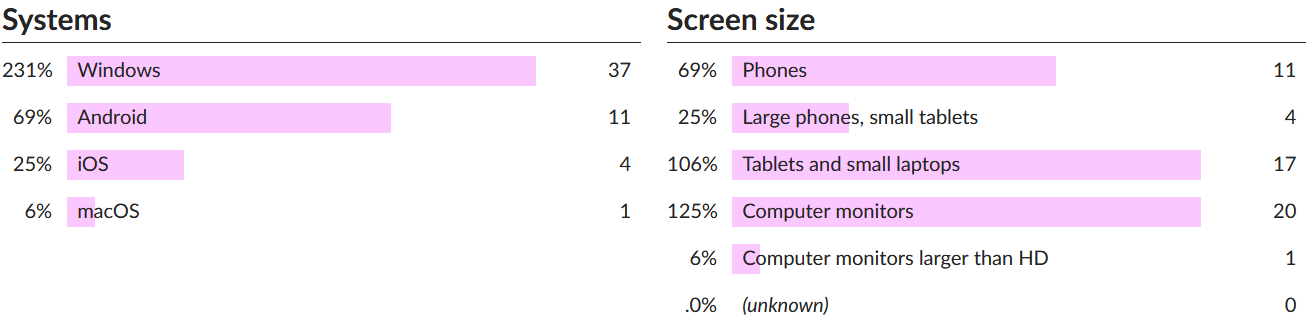 Systems
231% Windows 37
69% Android 11
25% iOS 4
6% macOS 1
Screen size
69% Phones 11
25% Large phones, small tablets 4
106% Tablets and small laptops 17
125% Computer monitors 20
6% Computer monitors larger than HD 1
.0% (unknown) 0